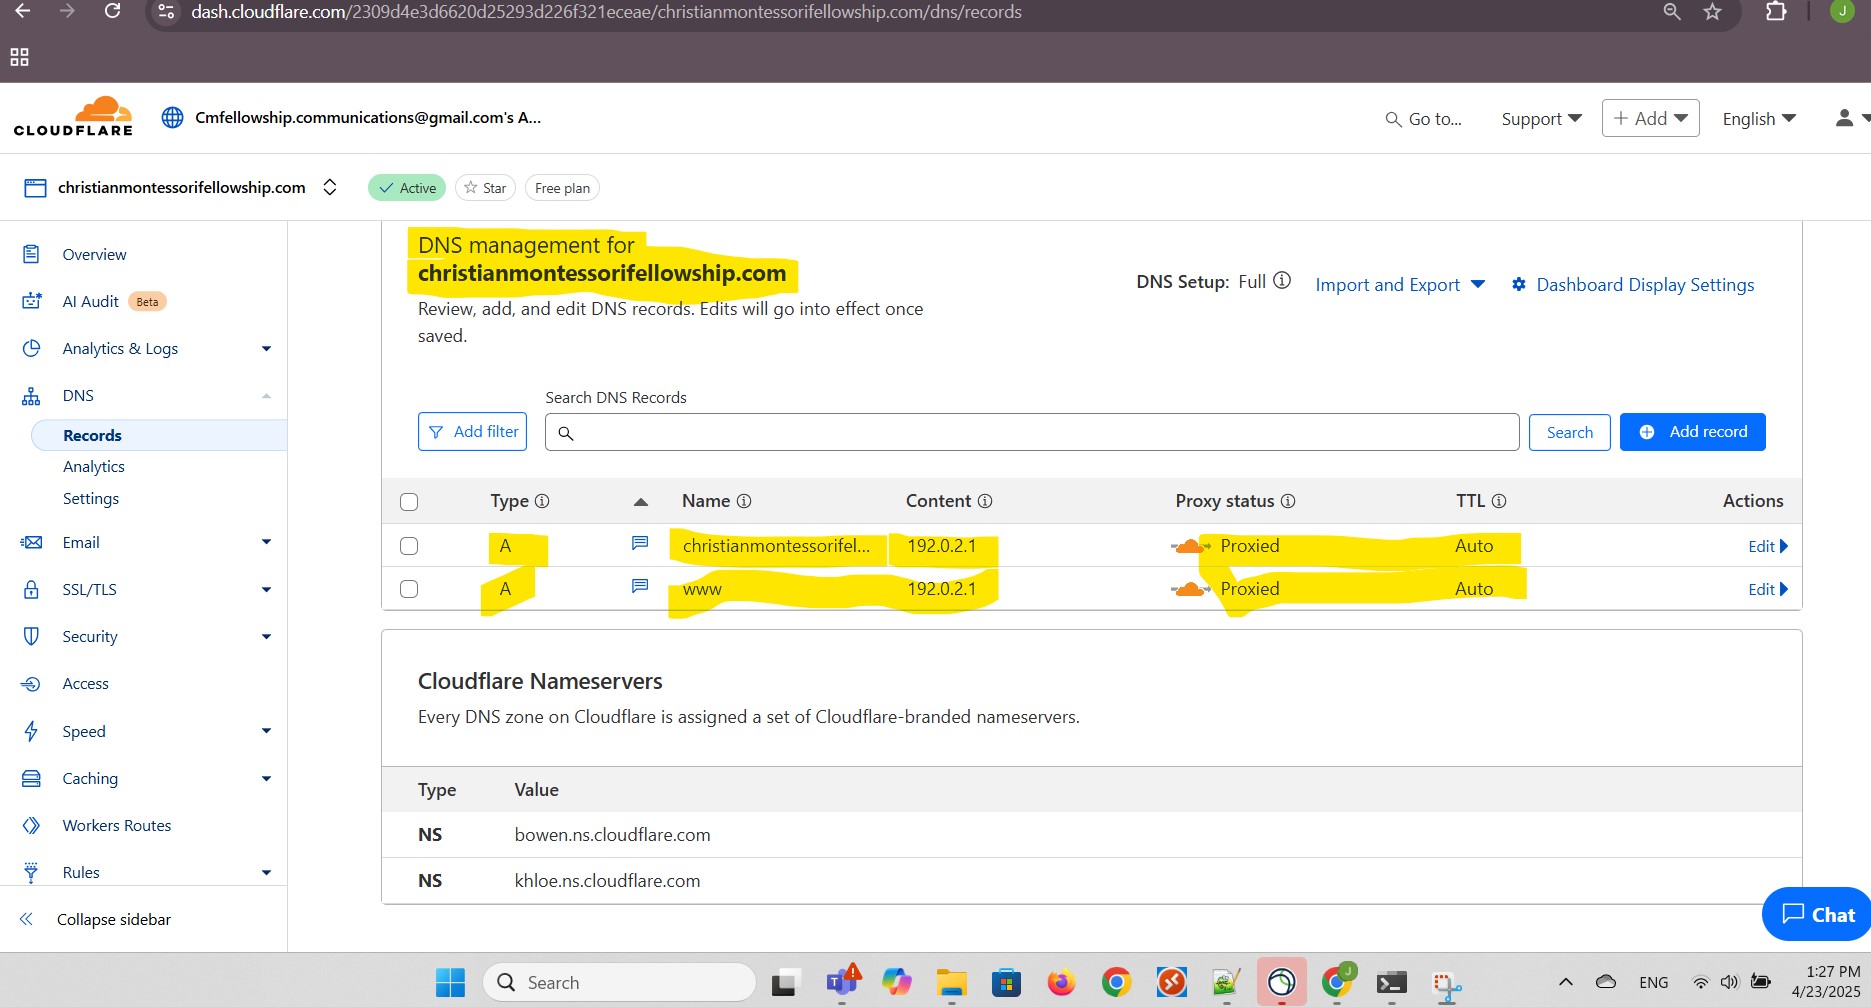 dash.cloudflare.com/2309d4e3d6620d25293d226f321eceae/christianmontessorifellowship.com/dns/records
J
CLOUDFLARE
Cmfellowship.communications@gmail.com's A...
Go to...
Support
+ Add
English
christianmontessorifellowship.com
Active
Star
Free plan
Overview
AI Audit Beta
Analytics & Logs
DNS
Records
Analytics
Settings
Email
SSL/TLS
Security
Access
Speed
Caching
Workers Routes
Rules
Collapse sidebar
DNS management for
christianmontessorifellowship.com
Review, add, and edit DNS records. Edits will go into effect once
saved.
DNS Setup: Full
Import and Export
Dashboard Display Settings
Search DNS Records
Add filter
Search
Add record
Type Name Content Proxy status TTL Actions
A christianmontessorifel... 192.0.2.1 Proxied Auto Edit
A www 192.0.2.1 Proxied Auto Edit
Cloudflare Nameservers
Every DNS zone on Cloudflare is assigned a set of Cloudflare-branded nameservers.
Type Value
NS bowen.ns.cloudflare.com
NS khloe.ns.cloudflare.com
Chat
Search
T
J
ENG
1:27 PM
4/23/2025